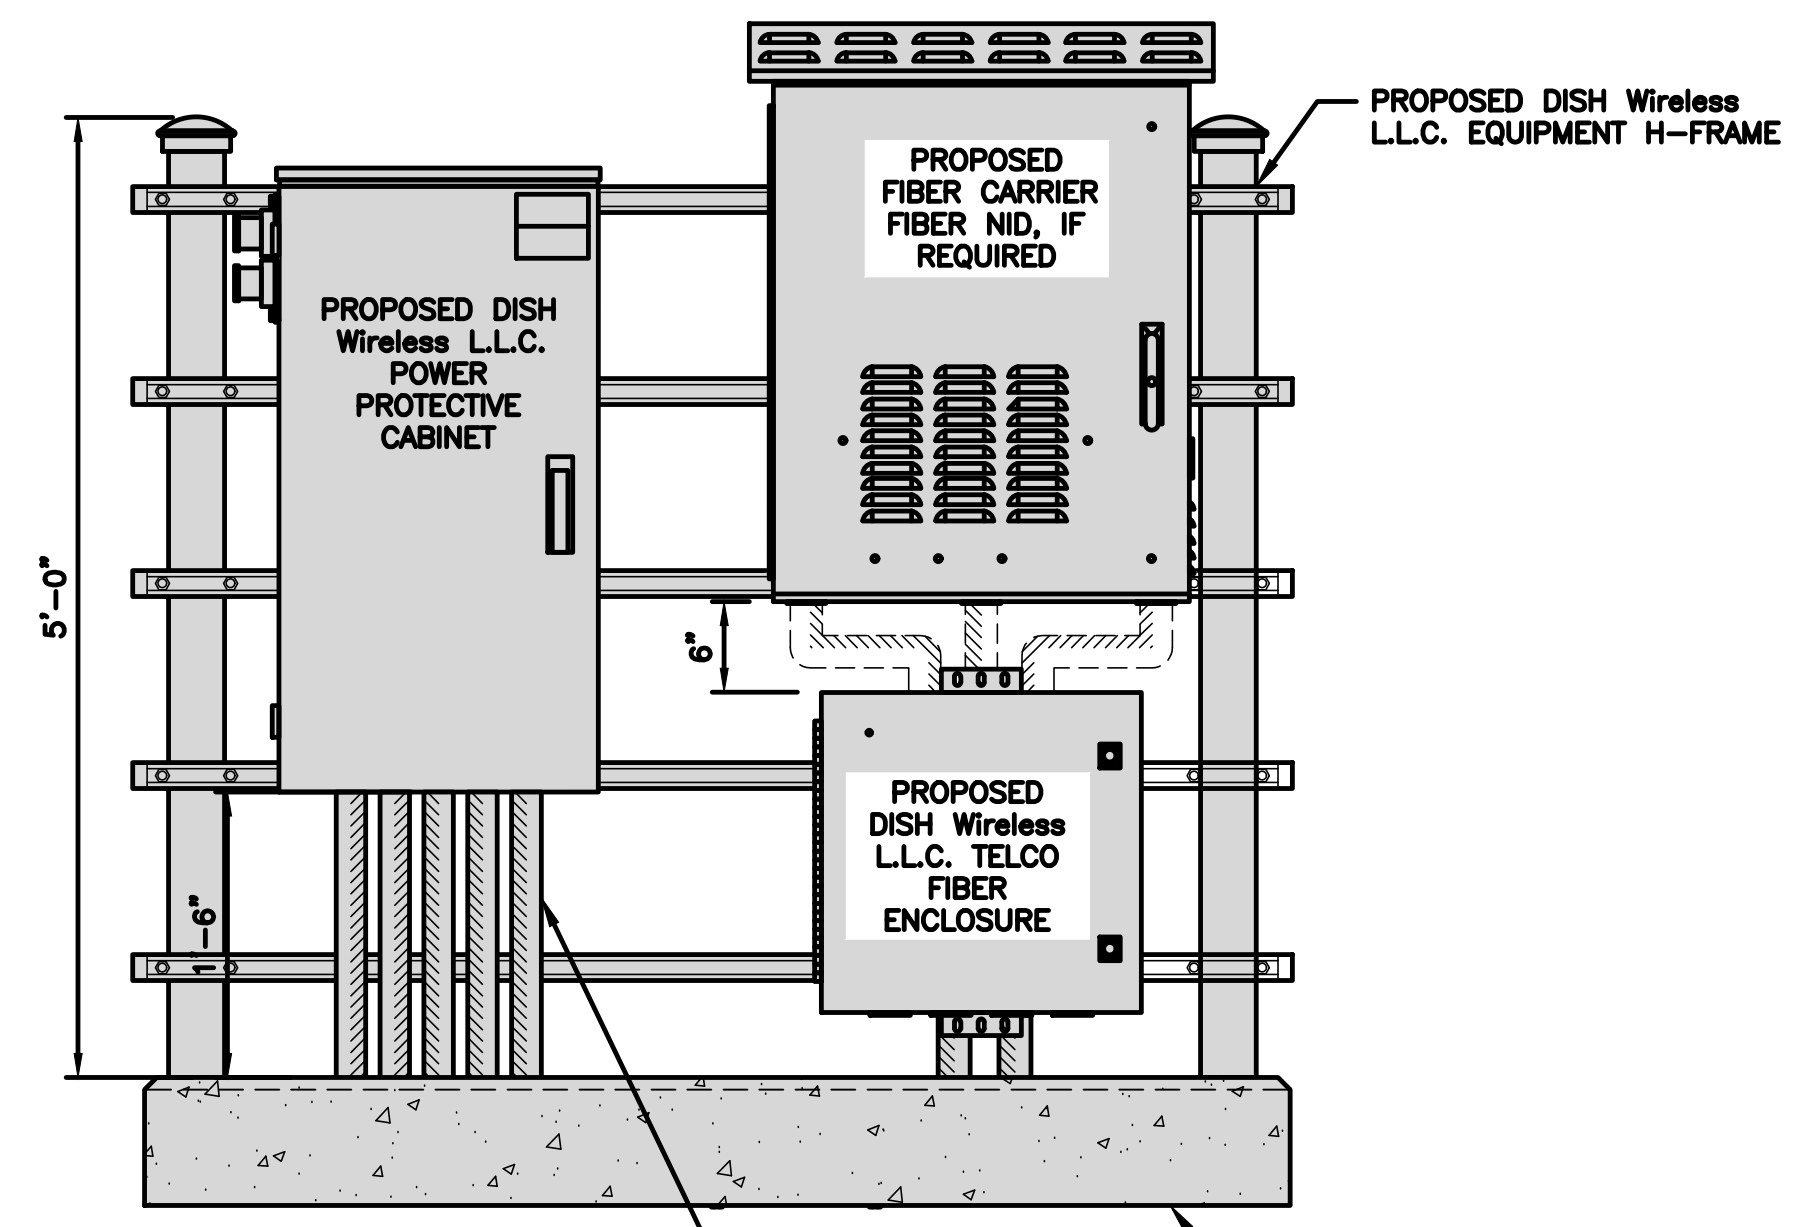 PROPOSED DISH Wireless
L.L.C. EQUIPMENT H-FRAME
PROPOSED
FIBER CARRIER
FIBER NID, IF
REQUIRED
PROPOSED DISH
Wireless L.L.C.
POWER
PROTECTIVE
CABINET
5'-0"
6"
PROPOSED
DISH Wireless
L.L.C. TELCO
FIBER
ENCLOSURE
1'-6"